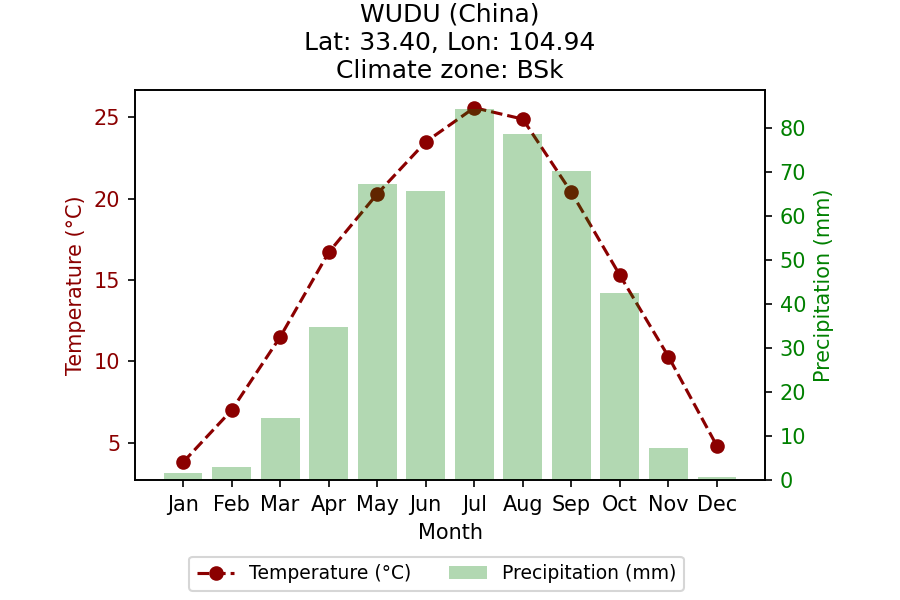 WUDU (China)
Lat: 33.40, Lon: 104.94
Climate zone: BSk
25
20
15
10
5
Temperature (°C)
80
70
60
50
40
30
20
10
0
Precipitation (mm)
Jan Feb Mar Apr May Jun Jul Aug Sep Oct Nov Dec
Month
Temperature (°C) Precipitation (mm)